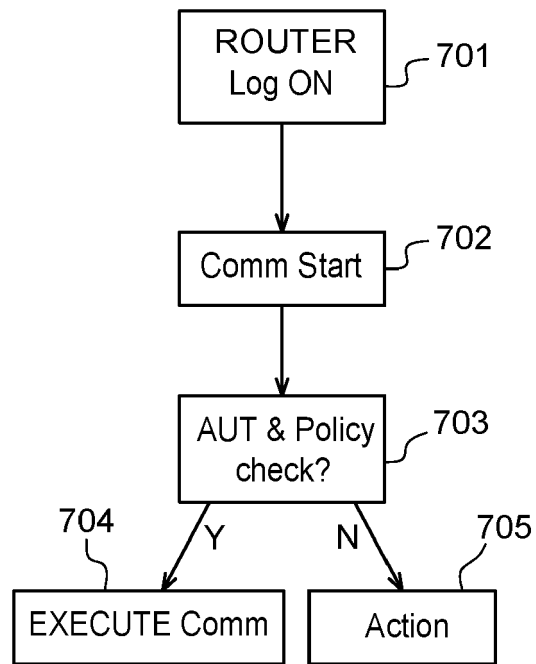 ROUTER
Log ON
701
Comm Start
702
AUT & Policy
check?
703
Y
N
704
705
EXECUTE Comm
Action